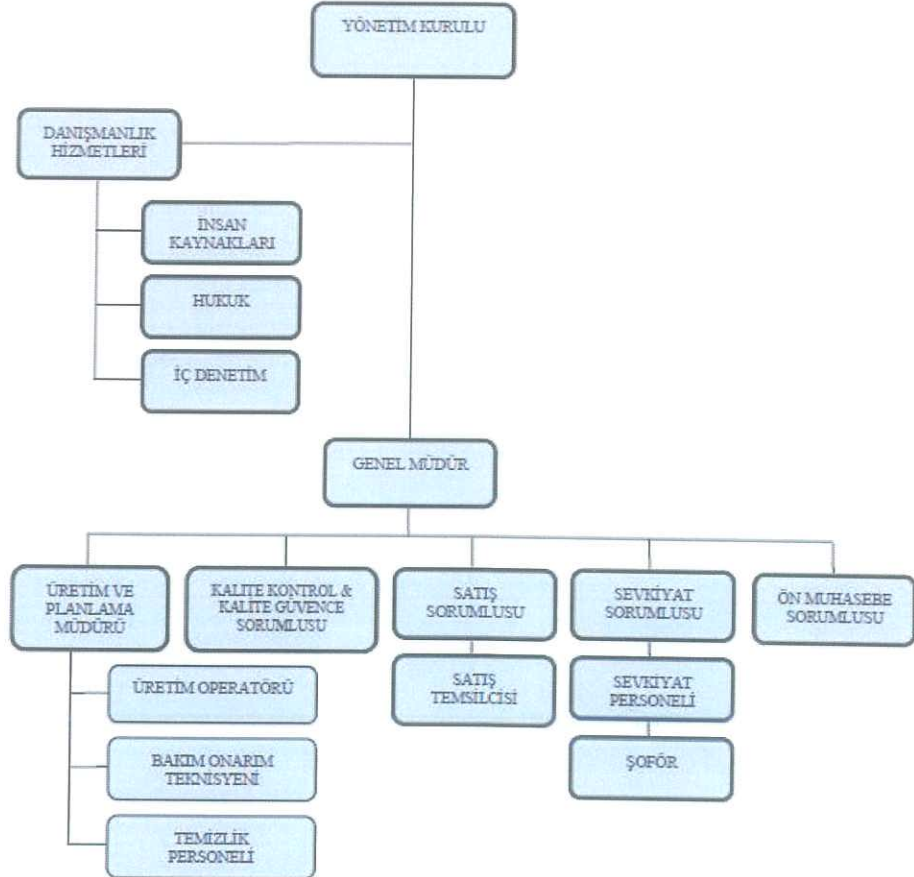 YÖNETİM KURULU
DANIŞMANLIK
HİZMETLERİ
İNSAN
KAYNAKLARI
HUKUK
İÇ DENETİM
GENEL MÜDÜR
ÜRETİM VE
PLANLAMA
MÜDÜRÜ
KALİTE KONTROL &
KALİTE GÜVENCE
SORUMLUSU
SATIŞ
SORUMLUSU
SEVKİYAT
SORUMLUSU
ÖN MUHASEBE
SORUMLUSU
ÜRETİM OPERATÖRÜ
BAKIM ONARIM
TEKNİSYENİ
TEMİZLİK
PERSONELİ
SATIŞ
TEMSİLCİSİ
SEVKİYAT
PERSONELİ
ŞOFÖR